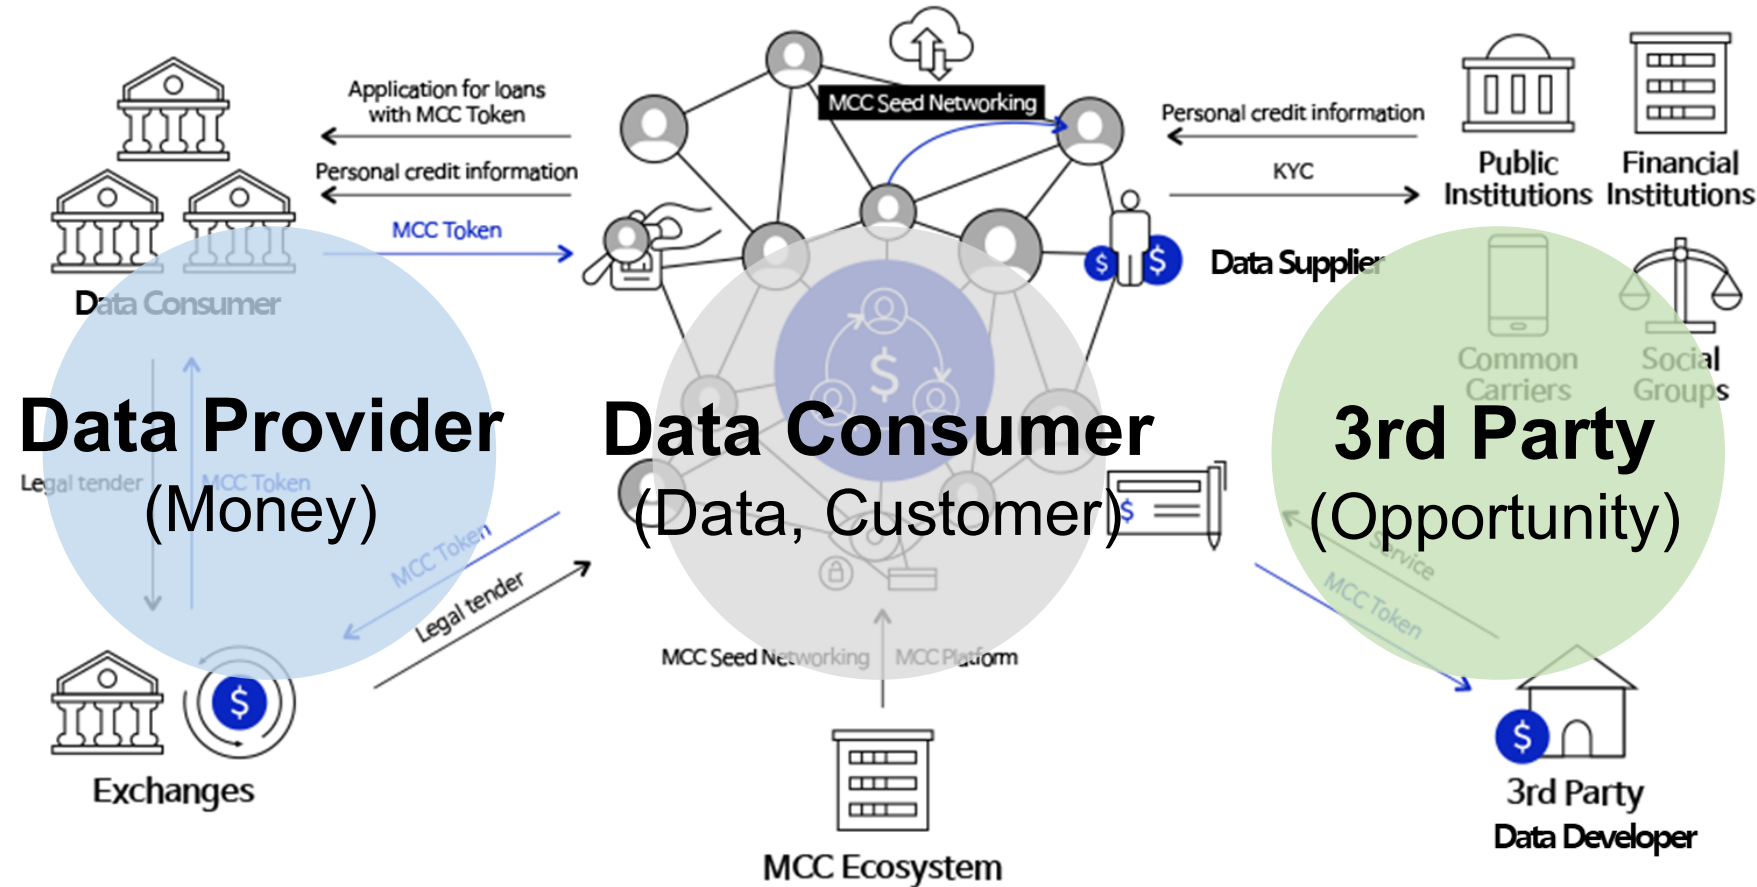 Application for loans
with MCC Token
Personal credit information
MCC Token
Data Consumer
MCC Seed Networking
Personal credit information
KYC
Public
Institutions
Financial
Institutions
Data Supplier
Common
Carriers
Social
Groups
Data Provider
(Money)
Data Consumer
(Data, Customer)
3rd Party
(Opportunity)
Legal tender
MCC Token
MCC Token
Legal tender
$
$
$
$
Service
MCC Token
MCC Seed Networking
MCC Platform
$
Exchanges
MCC Ecosystem
$
3rd Party
Data Developer